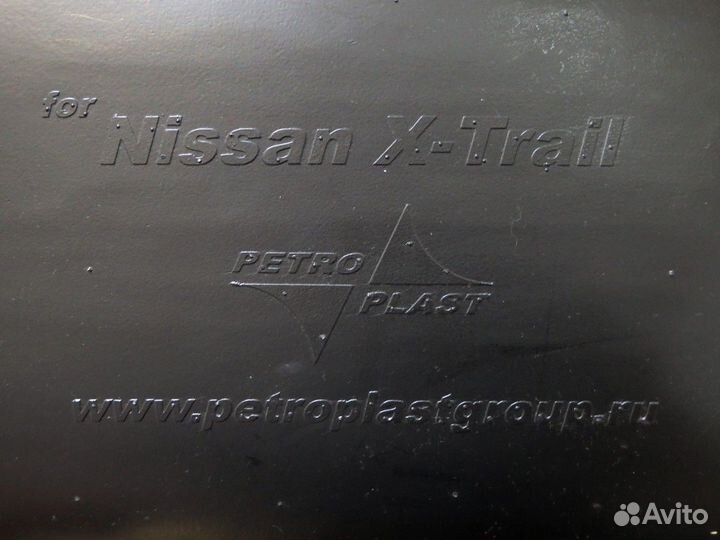 for
Nissan X-Trail
PETRO
PLAST
www.petroplastgroup.ru
Avito